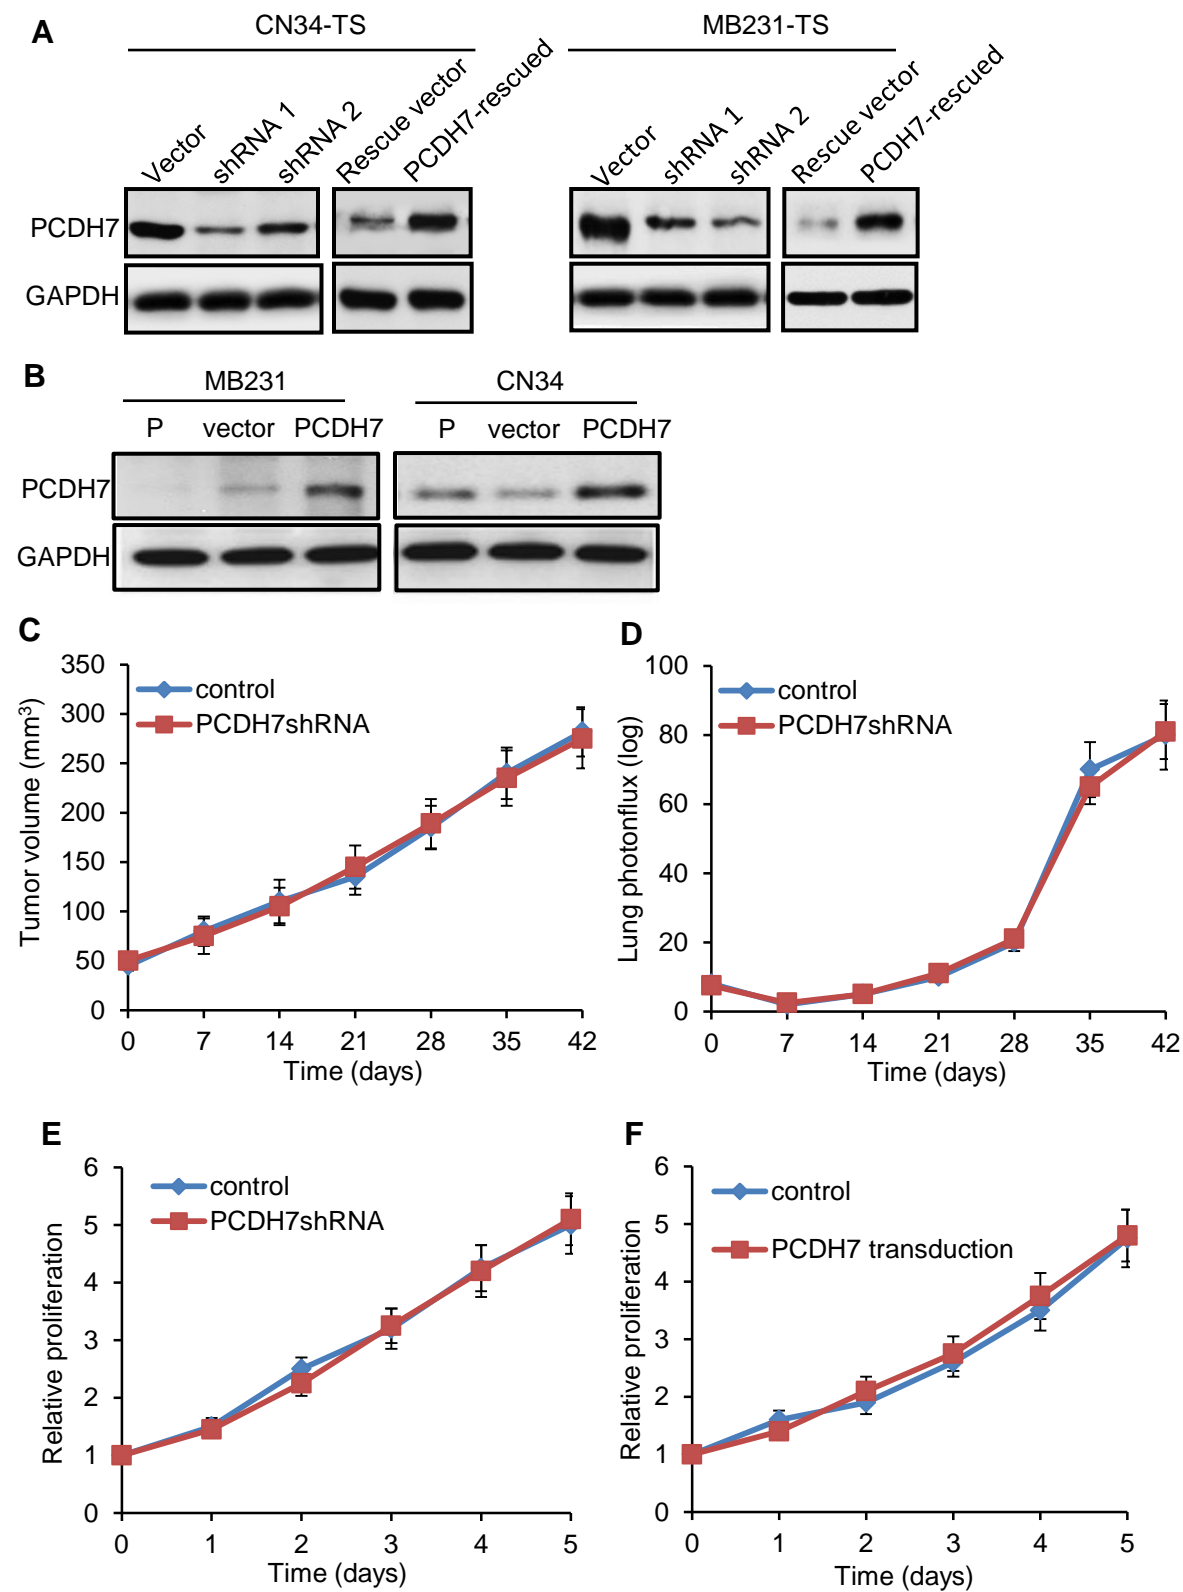 A
CN34-TS
MB231-TS
Vector
shRNA 1
shRNA 2
Rescue vector
PCDH7-rescued
Vector
shRNA 1
shRNA 2
Rescue vector
PCDH7-rescued
PCDH7
GAPDH
B
MB231
CN34
P vector PCDH7
P vector PCDH7
PCDH7
GAPDH
C
350
300
250
200
150
100
50
0
Tumor volume (mm³)
control
PCDH7shRNA
0 7 14 21 28 35 42
Time (days)
D
100
80
60
40
20
0
Lung photonflux (log)
control
PCDH7shRNA
0 7 14 21 28 35 42
Time (days)
E
6
5
4
3
2
1
0
Relative proliferation
control
PCDH7shRNA
0 1 2 3 4 5
Time (days)
F
6
5
4
3
2
1
0
Relative proliferation
control
PCDH7 transduction
0 1 2 3 4 5
Time (days)